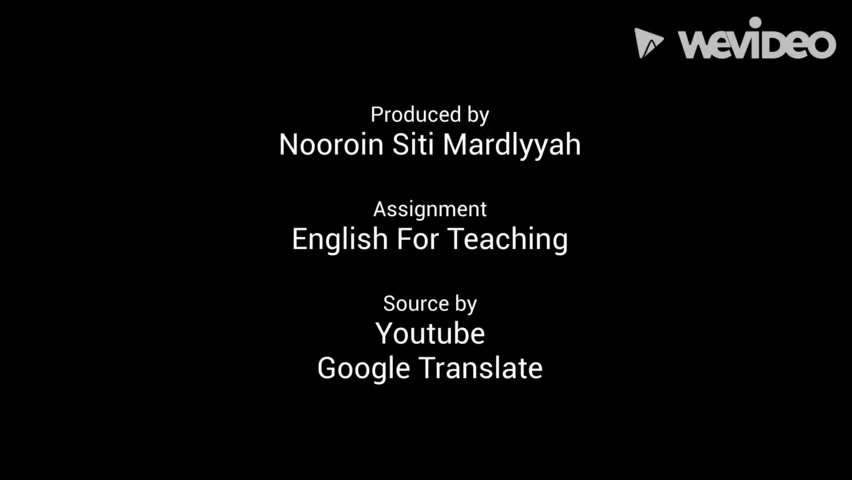 WEVIDEO
Produced by
Nooroin Siti Mardlyyah
Assignment
English For Teaching
Source by
Youtube
Google Translate